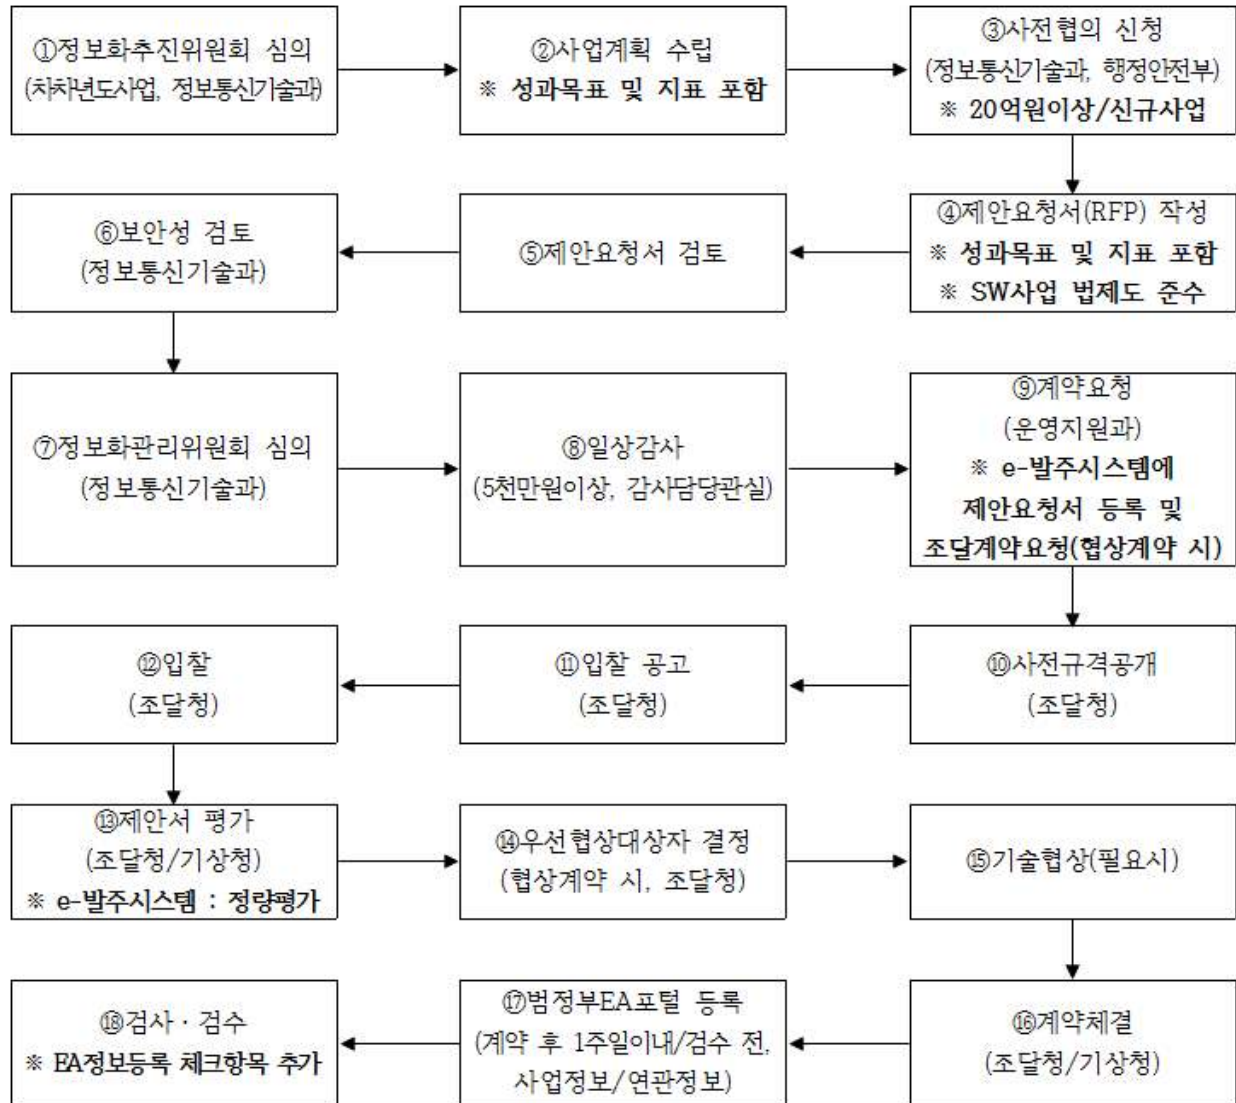 ①정보화추진위원회 심의
(차차년도사업, 정보통신기술과)
②사업계획 수립
※ 성과목표 및 지표 포함
③사전협의 신청
(정보통신기술과, 행정안전부)
※ 20억원이상/신규사업
④제안요청서(RFP) 작성
※ 성과목표 및 지표 포함
※ SW사업 법제도 준수
⑤제안요청서 검토
⑥보안성 검토
(정보통신기술과)
⑦정보화관리위원회 심의
(정보통신기술과)
⑧일상감사
(5천만원이상, 감사담당관실)
⑨계약요청
(운영지원과)
※ e-발주시스템에
제안요청서 등록 및
조달계약요청(협상계약 시)
⑩사전규격공개
(조달청)
⑪입찰 공고
(조달청)
⑫입찰
(조달청)
⑬제안서 평가
(조달청/기상청)
※ e-발주시스템 : 정량평가
⑭우선협상대상자 결정
(협상계약 시, 조달청)
⑮기술협상(필요시)
⑯계약체결
(조달청/기상청)
⑰범정부EA포털 등록
(계약 후 1주일이내/검수 전,
사업정보/연관정보)
⑱검사·검수
※ EA정보등록 체크항목 추가